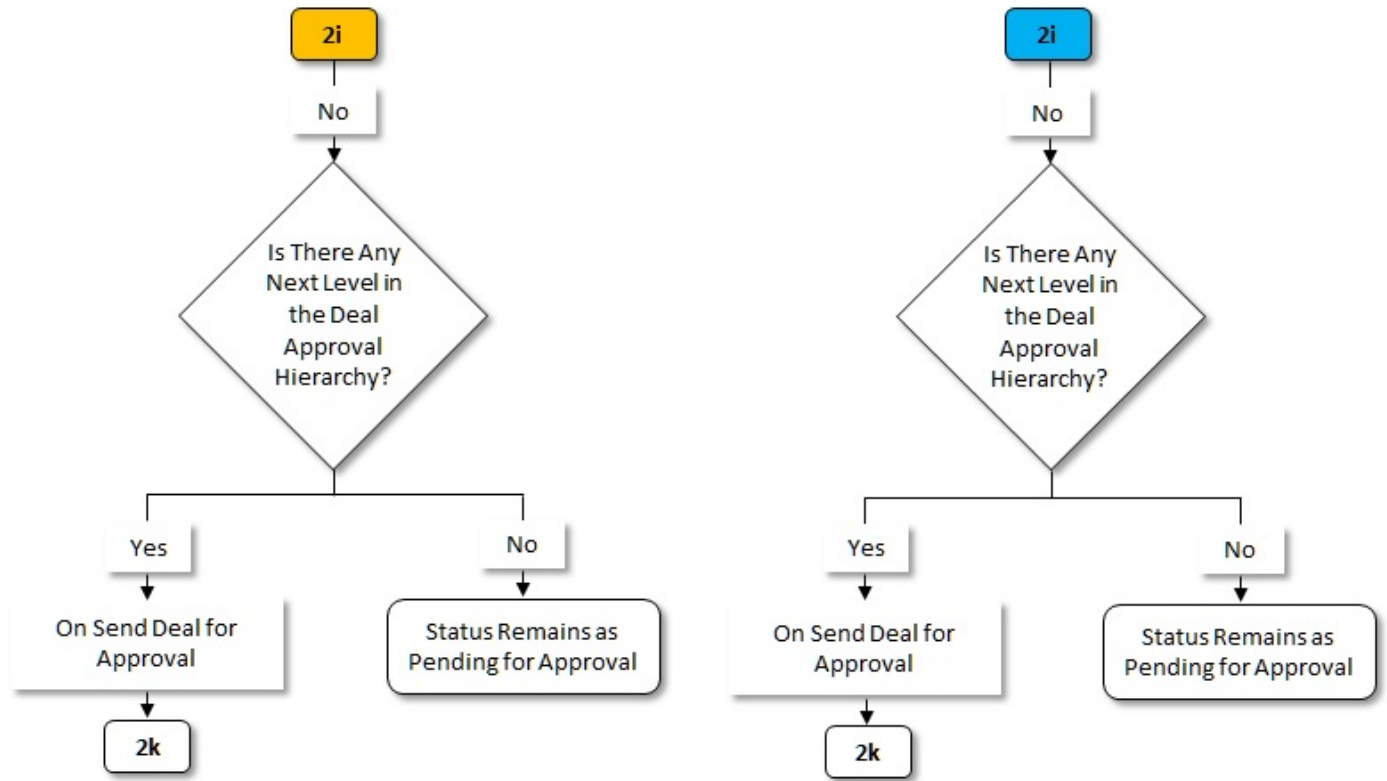 2i
No
Is There Any
Next Level in
the Deal
Approval
Hierarchy?
Yes
No
On Send Deal for
Approval
Status Remains as
Pending for Approval
2k
2i
No
Is There Any
Next Level in
the Deal
Approval
Hierarchy?
Yes
No
On Send Deal for
Approval
Status Remains as
Pending for Approval
2k